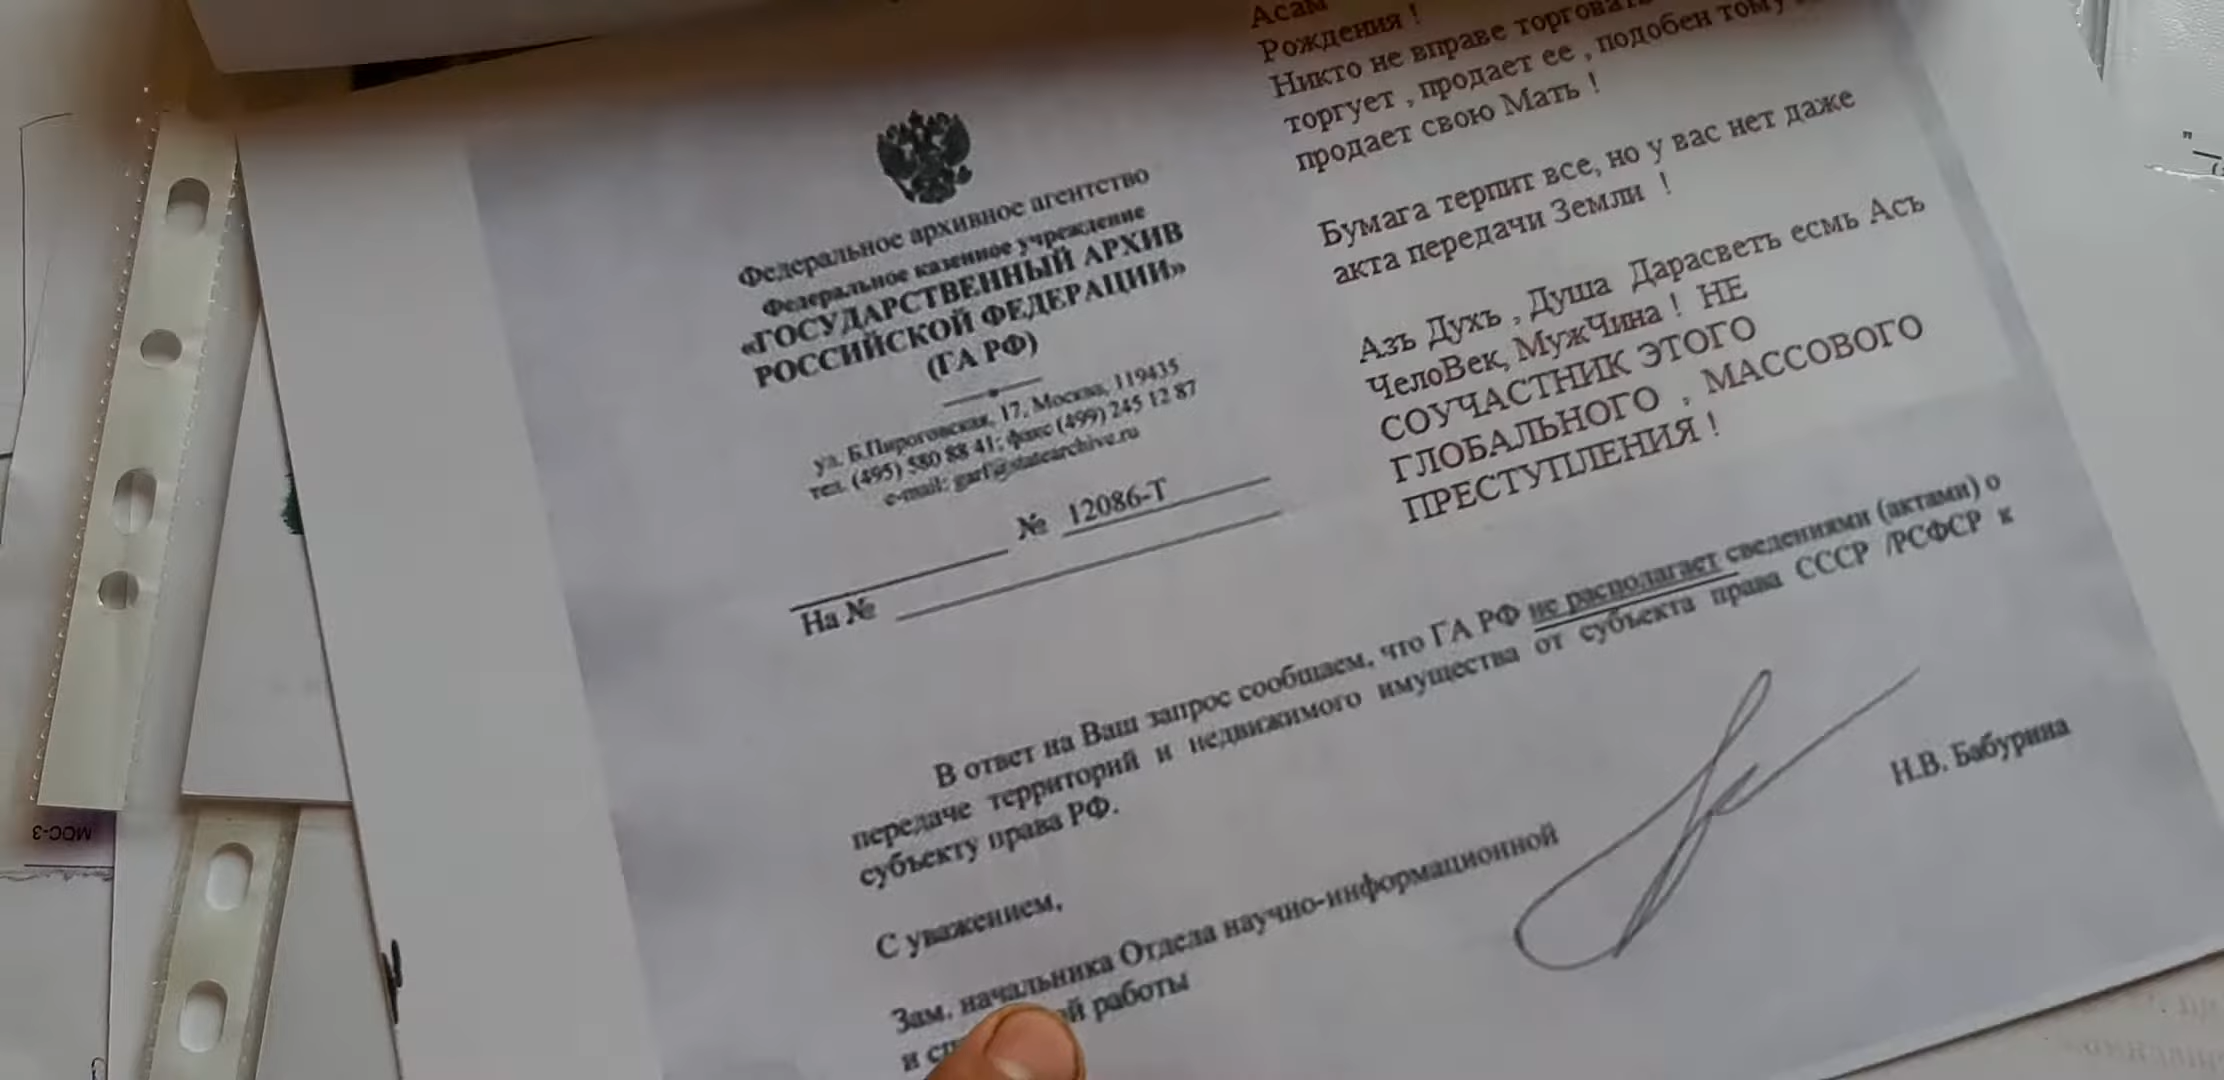 Федеральное архивное агентство
Федеральное казенное учреждение
«ГОСУДАРСТВЕННЫЙ АРХИВ
РОССИЙСКОЙ ФЕДЕРАЦИИ»
(ГА РФ)
ул. Б.Пироговская, 17, Москва, 119435
тел. (495) 580 88 41; факс (499) 245 12 87
e-mail: garf@statearchive.ru
№ 12086-Т
На №
Рождения !
Никто не вправе торговать
торгует , продает ее , подобен тому
продает свою Мать !
Бумага терпит все, но у вас нет даже
акта передачи Земли !
Азъ Духъ , Душа Дарасветъ есмь Асъ
ЧелоВек, МужЧина ! НЕ
СОУЧАСТНИК ЭТОГО
ГЛОБАЛЬНОГО , МАССОВОГО
ПРЕСТУПЛЕНИЯ !
В ответ на Ваш запрос сообщаем, что ГА РФ не располагает сведениями (актами) о
передаче территорий и недвижимого имущества от субъекта права СССР /РСФСР к
субъекту права РФ.
С уважением,
Зам. начальника Отдела научно-информационной
работы
Н.В. Бабурина
МОС-3